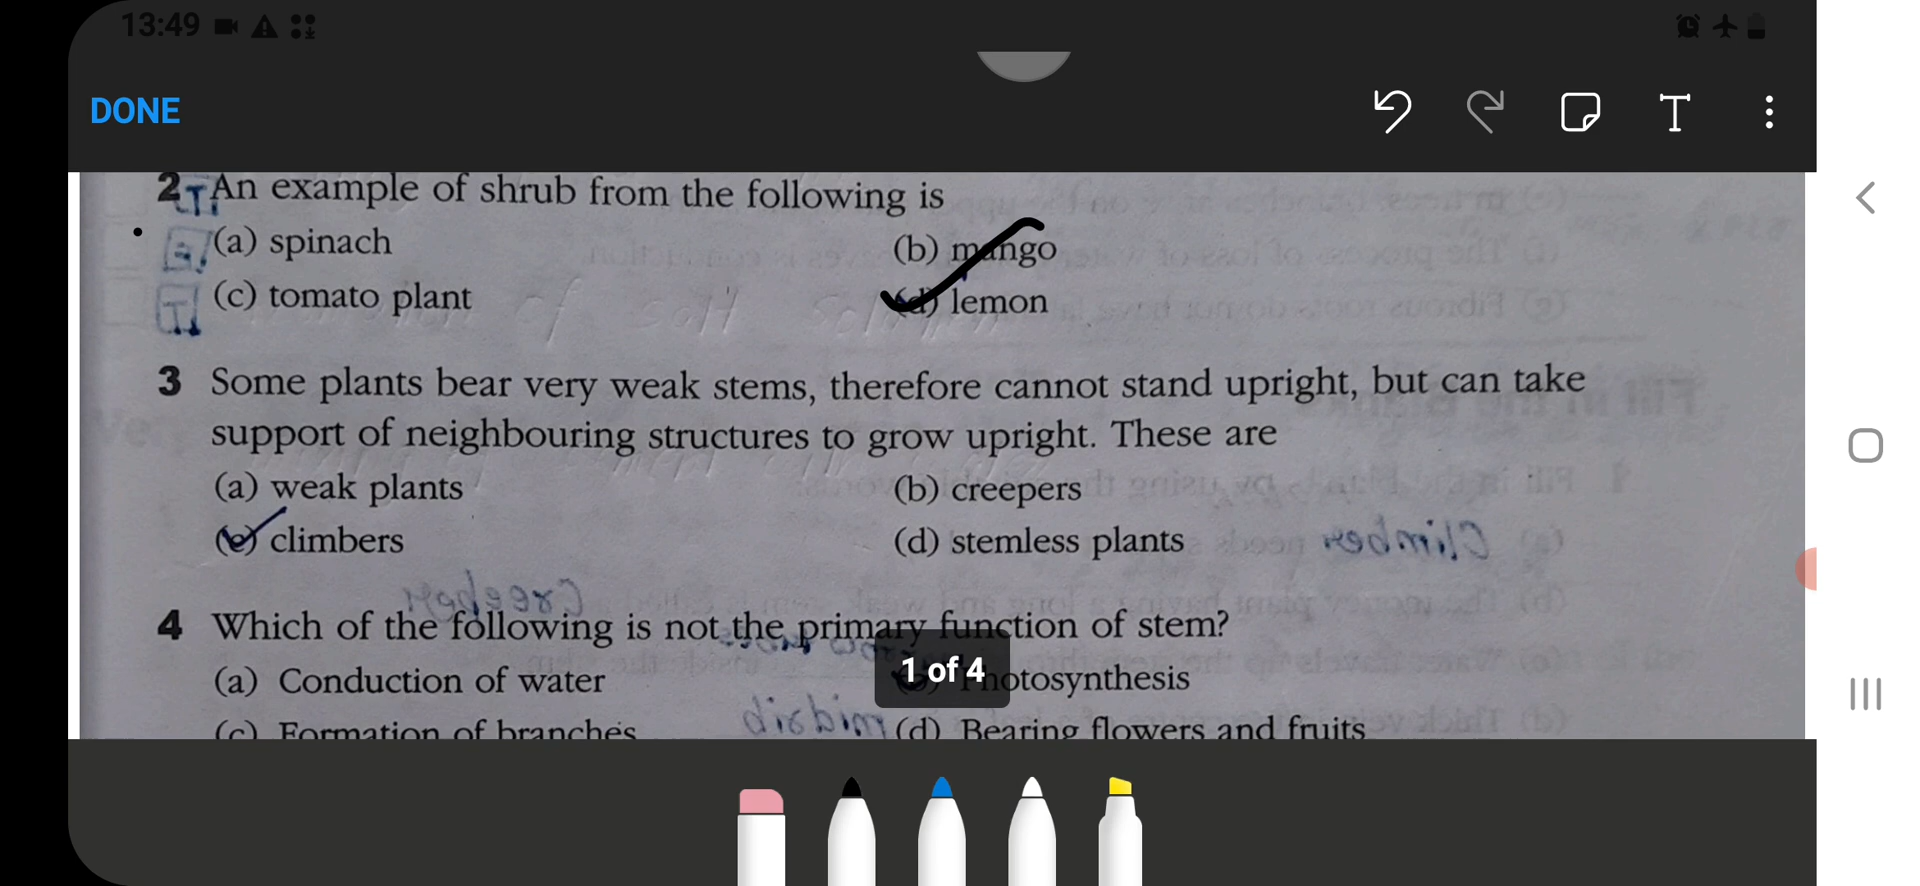 13:49
DONE
T
2 An example of shrub from the following is
(a) spinach (b) mango
(c) tomato plant (d) lemon
3 Some plants bear very weak stems, therefore cannot stand upright, but can take
support of neighbouring structures to grow upright. These are
(a) weak plants (b) creepers
(c) climbers (d) stemless plants
4 Which of the following is not the primary function of stem?
(a) Conduction of water Photosynthesis
(c) Formation of branches (d) Bearing flowers and fruits
1 of 4